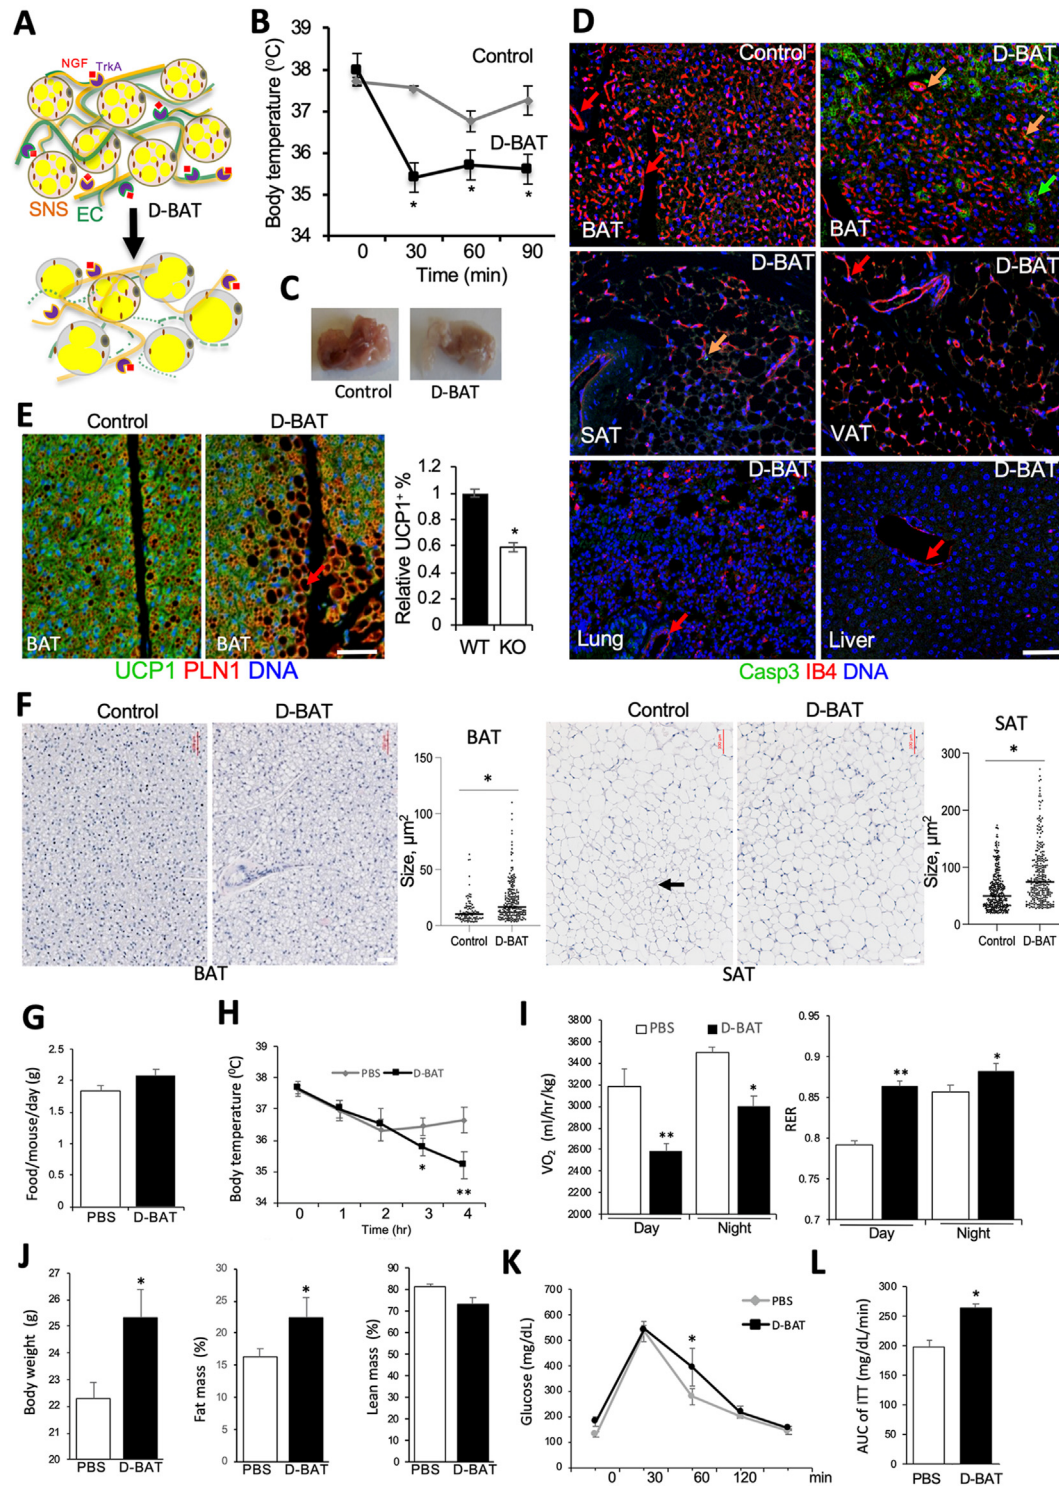 A
NGF
TrkA
SNS
EC
D-BAT
B
Body temperature (⁰C)
39
38
37
36
35
34
Control
D-BAT
*
*
*
0
30
60
90
Time (min)
C
Control
D-BAT
D
Control
BAT
D-BAT
BAT
D-BAT
SAT
D-BAT
VAT
D-BAT
Lung
D-BAT
Liver
Casp3 IB4 DNA
E
Control
D-BAT
BAT
BAT
UCP1 PLN1 DNA
Relative UCP1⁺ %
1.2
1
0.8
0.6
0.4
0.2
0
*
WT
KO
F
Control
D-BAT
BAT
BAT
Size, µm²
150
100
50
0
*
Control
D-BAT
Control
D-BAT
SAT
SAT
Size, µm²
300
200
100
0
*
Control
D-BAT
G
Food/mouse/day (g)
2.5
2
1.5
1
0.5
0
PBS
D-BAT
H
Body temperature (⁰C)
39
38
37
36
35
34
PBS
D-BAT
*
**
0
1
2
3
4
Time (hr)
I
VO₂ (ml/hr/kg)
3800
3600
3400
3200
3000
2800
2600
2400
2200
2000
PBS
D-BAT
**
*
Day
Night
RER
0.95
0.9
0.85
0.8
0.75
0.7
**
*
Day
Night
J
Body weight (g)
27
26
25
24
23
22
21
20
*
PBS
D-BAT
Fat mass (%)
30
25
20
15
10
5
0
*
PBS
D-BAT
Lean mass (%)
90
80
70
60
50
40
30
20
10
0
PBS
D-BAT
K
Glucose (mg/dL)
700
600
500
400
300
200
100
PBS
D-BAT
*
0
30
60
120
min
L
AUC of ITT (mg/dL/min)
300
200
100
0
*
PBS
D-BAT